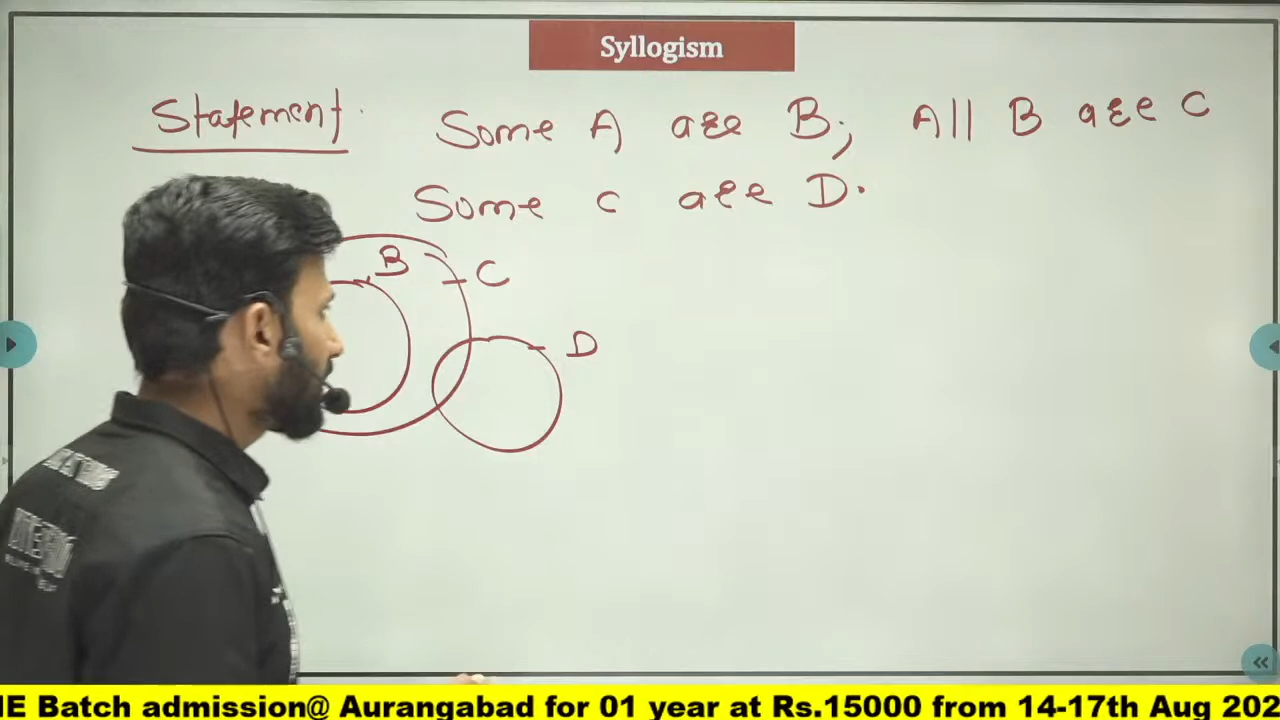 Syllogism
Statement. Some A are B; All B are C
Some C are D.
B
C
D
Batch admission@ Aurangabad for 01 year at Rs.15000 from 14-17th Aug